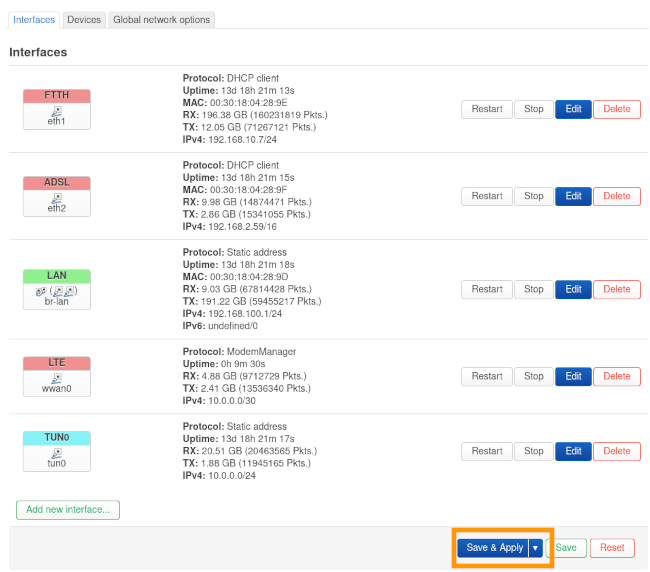 Interfaces Devices Global network options
Interfaces
FTTH
eth1
Protocol: DHCP client
Uptime: 13d 18h 21m 13s
MAC: 00:30:18:04:28:9E
RX: 196.38 GB (160231819 Pkts.)
TX: 12.05 GB (71267121 Pkts.)
IPv4: 192.168.10.7/24
Restart Stop Edit Delete
ADSL
eth2
Protocol: DHCP client
Uptime: 13d 18h 21m 15s
MAC: 00:30:18:04:28:9F
RX: 9.98 GB (14874471 Pkts.)
TX: 2.86 GB (15341055 Pkts.)
IPv4: 192.168.2.59/16
Restart Stop Edit Delete
LAN
( )
br-lan
Protocol: Static address
Uptime: 13d 18h 21m 18s
MAC: 00:30:18:04:28:9D
RX: 9.03 GB (67814428 Pkts.)
TX: 191.22 GB (59455217 Pkts.)
IPv4: 192.168.100.1/24
IPv6: undefined/0
Restart Stop Edit Delete
LTE
wwan0
Protocol: ModemManager
Uptime: 0h 9m 30s
RX: 4.88 GB (9712729 Pkts.)
TX: 2.41 GB (13536340 Pkts.)
IPv4: 10.0.0.0/30
Restart Stop Edit Delete
TUN0
tun0
Protocol: Static address
Uptime: 13d 18h 21m 17s
RX: 20.51 GB (20463565 Pkts.)
TX: 1.88 GB (11945165 Pkts.)
IPv4: 10.0.0.0/24
Restart Stop Edit Delete
Add new interface...
Save & Apply ▾ Save Reset